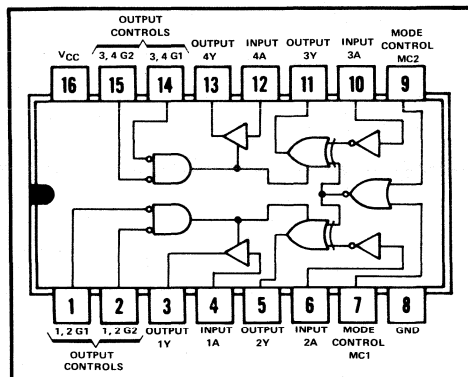 OUTPUT
CONTROLS
OUTPUT INPUT OUTPUT INPUT MODE
CONTROL
VCC 3, 4 G2 3, 4 G1 4Y 4A 3Y 3A MC2
16 15 14 13 12 11 10 9
1 2 3 4 5 6 7 8
1, 2 G1 1, 2 G2 OUTPUT INPUT OUTPUT INPUT MODE GND
OUTPUT 1Y 1A 2Y 2A CONTROL
CONTROLS MC1